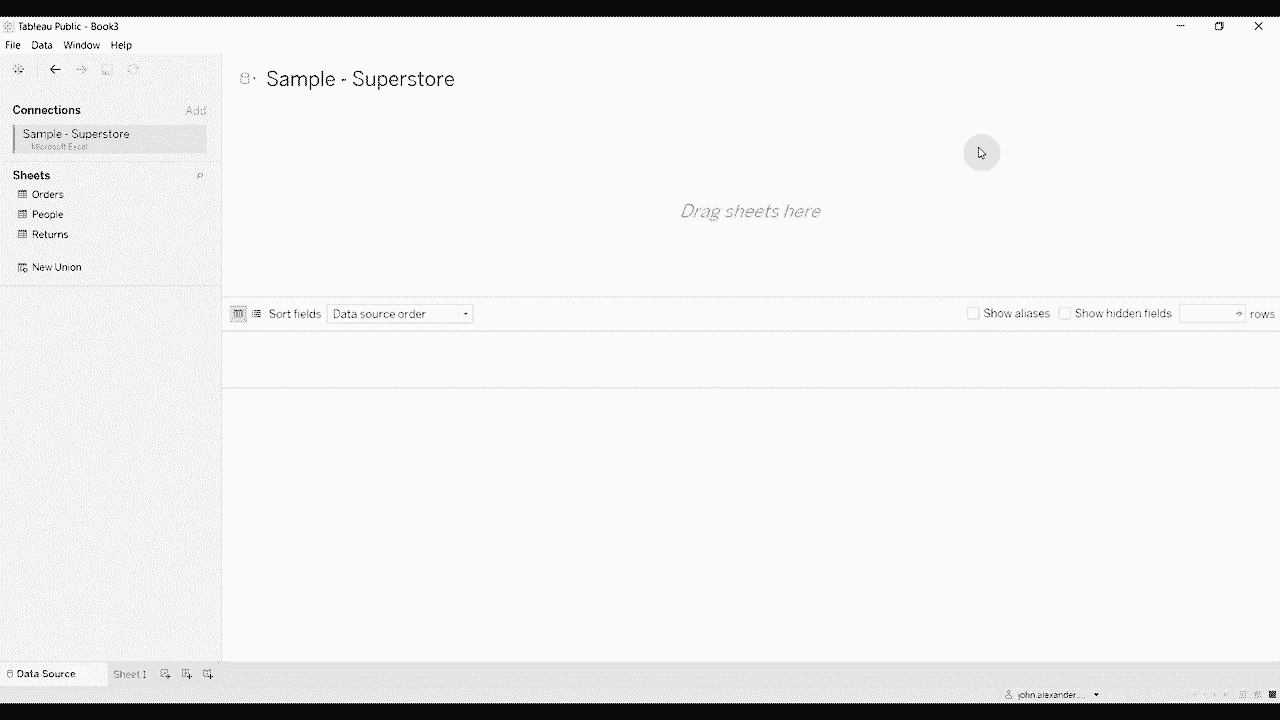 Tableau Public - Book3
File Data Window Help
Sample - Superstore
Connections Add
Sample - Superstore
Microsoft Excel
Sheets
Orders
People
Returns
New Union
Drag sheets here
Sort fields Data source order
Show aliases Show hidden fields rows
Data Source Sheet 1
john.alexander....